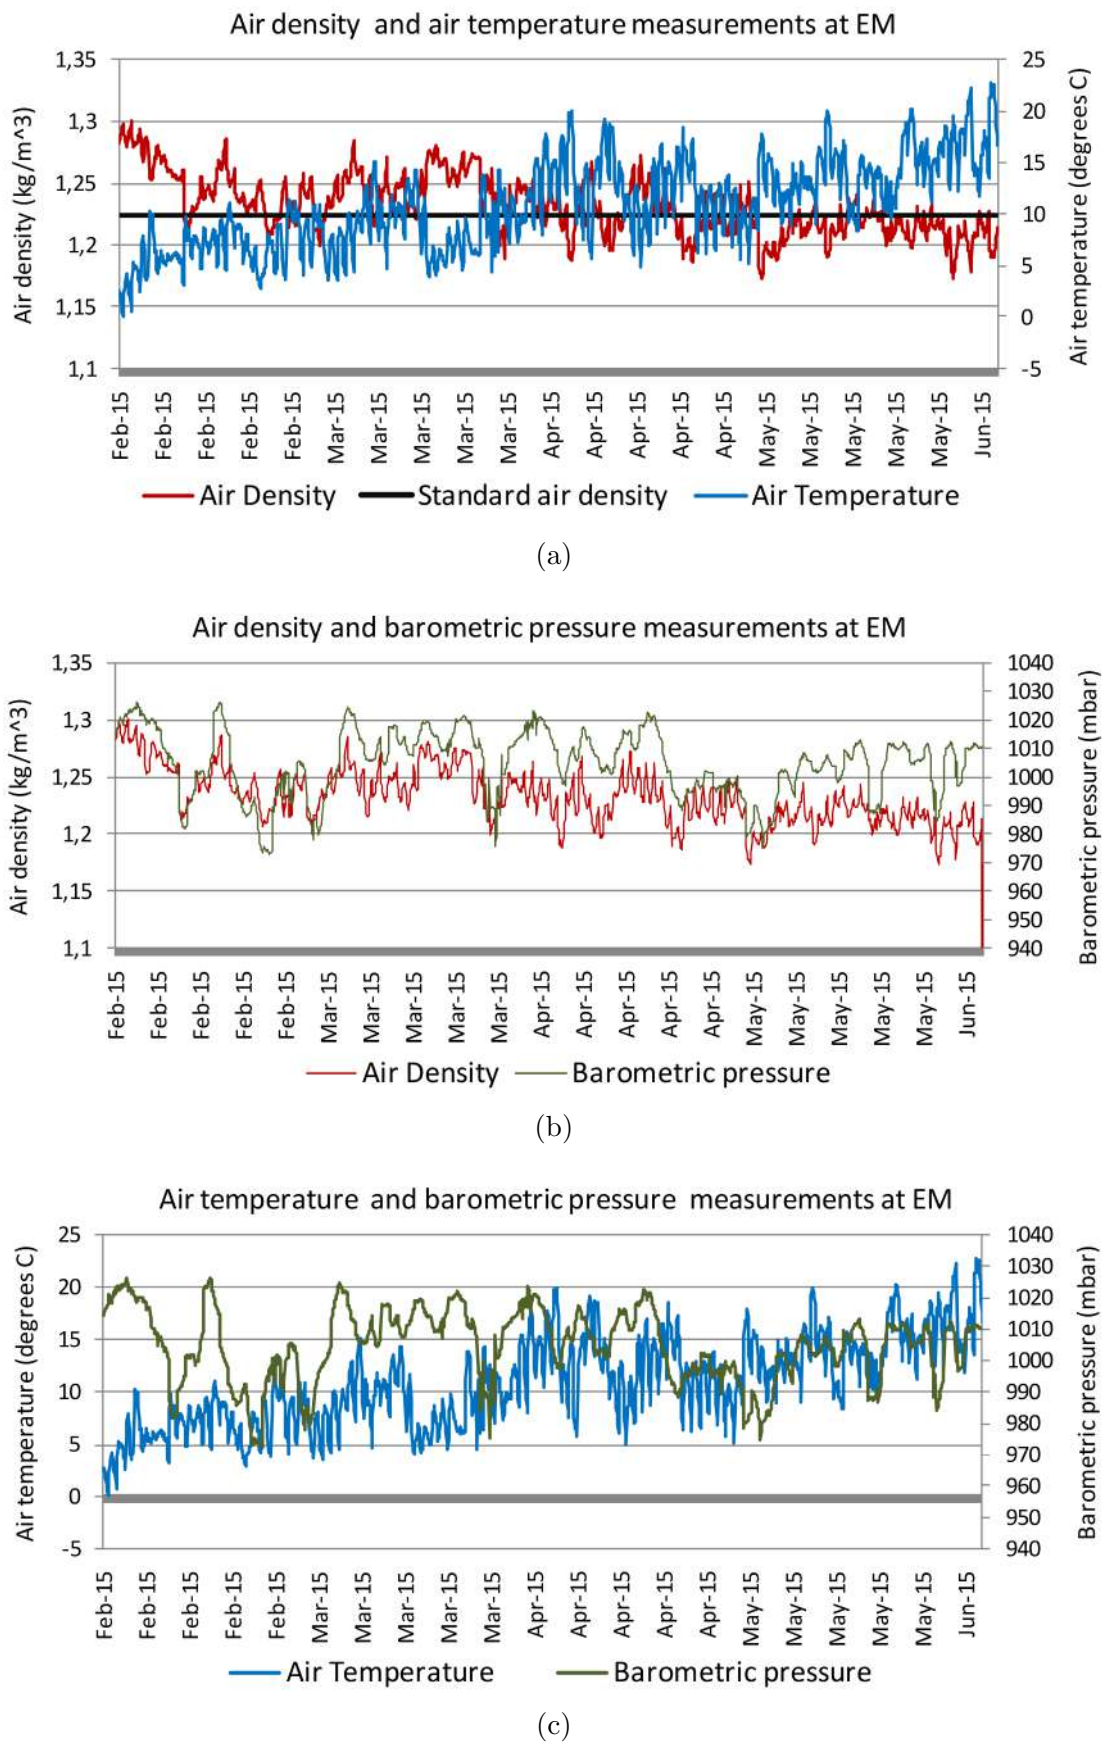 Air density and air temperature measurements at EM
1,35 25
1,3 20
1,25 15
1,2 10
1,15 5
1,1 0
-5
Air density (kg/m^3)
Air temperature (degrees C)
Feb-15 Feb-15 Feb-15 Feb-15 Feb-15 Mar-15 Mar-15 Mar-15 Mar-15 Mar-15 Apr-15 Apr-15 Apr-15 Apr-15 Apr-15 May-15 May-15 May-15 May-15 May-15 Jun-15
Air Density Standard air density Air Temperature
(a)
Air density and barometric pressure measurements at EM
1,35
1,3
1,25
1,2
1,15
1,1
Air density (kg/m^3)
1040
1030
1020
1010
1000
990
980
970
960
950
940
Barometric pressure (mbar)
Feb-15 Feb-15 Feb-15 Feb-15 Feb-15 Mar-15 Mar-15 Mar-15 Mar-15 Mar-15 Apr-15 Apr-15 Apr-15 Apr-15 Apr-15 May-15 May-15 May-15 May-15 May-15 Jun-15
Air Density Barometric pressure
(b)
Air temperature and barometric pressure measurements at EM
25
20
15
10
5
0
-5
Air temperature (degrees C)
1040
1030
1020
1010
1000
990
980
970
960
950
940
Barometric pressure (mbar)
Feb-15 Feb-15 Feb-15 Feb-15 Feb-15 Mar-15 Mar-15 Mar-15 Mar-15 Mar-15 Apr-15 Apr-15 Apr-15 Apr-15 Apr-15 May-15 May-15 May-15 May-15 May-15 Jun-15
Air Temperature Barometric pressure
(c)